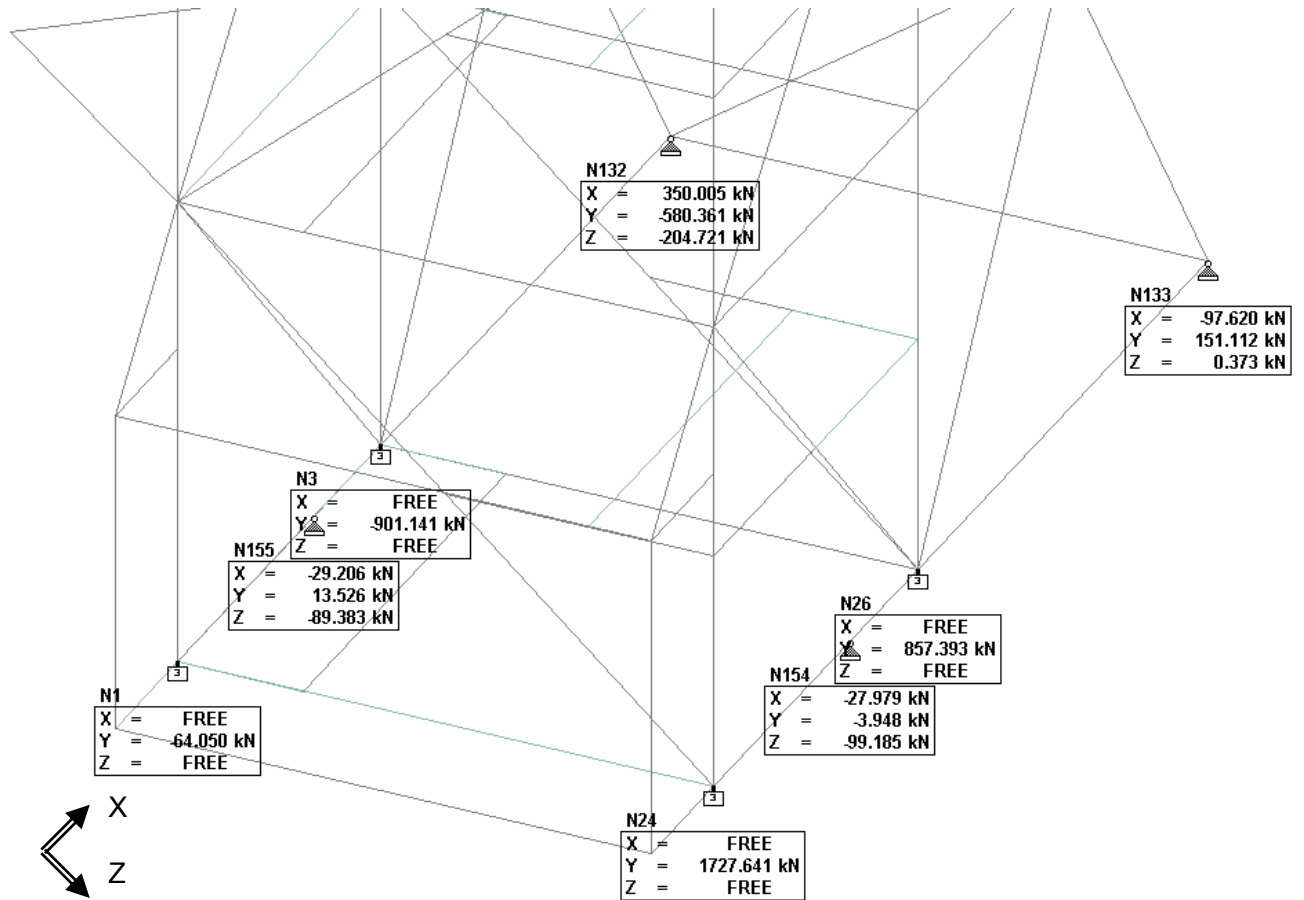 N132
X = 350.005 kN
Y = -580.361 kN
Z = -204.721 kN
N133
X = -97.620 kN
Y = 151.112 kN
Z = 0.373 kN
3
N3
X = FREE
Y = -901.141 kN
Z = FREE
N155
X = -29.206 kN
Y = 13.526 kN
Z = -89.383 kN
3
N26
X = FREE
Y = 857.393 kN
Z = FREE
3
N1
X = FREE
Y = -64.050 kN
Z = FREE
N154
X = -27.979 kN
Y = -3.948 kN
Z = -99.185 kN
3
N24
X = FREE
Y = 1727.641 kN
Z = FREE
X
Z